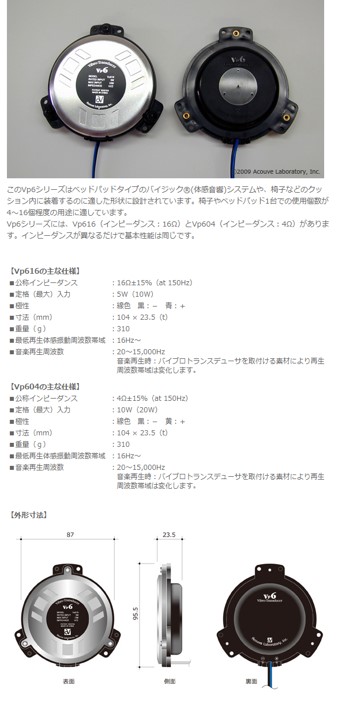 Vibro Transducer
Vp6
Vp6
©2009 Acouve Laboratory, Inc.
このVp6シリーズはベッドパッドタイプのバイジック®(体感音響)システムや、椅子などのクッ
ション内に装着するのに適した形状に設計されています。椅子やベッドパッド1台での使用個数が
4～16個程度の用途に適しています。
Vp6シリーズには、Vp616（インピーダンス：16Ω）とVp604（インピーダンス：4Ω）がありま
す。インピーダンスが異なるだけで基本性能は同じです。
【Vp616の主な仕様】
■公称インピーダンス ：16Ω±15%（at 150Hz）
■定格（最大）入力 ：5W（10W）
■極性 ：線色 黒：－ 青：＋
■寸法（mm） ：104 × 23.5（t）
■重量（g） ：310
■最低再生体感振動周波数帯域 ：16Hz～
■音楽再生周波数 ：20～15,000Hz
音楽再生時：バイブロトランスデューサを取付ける素材により再生
周波数帯域は変化します。
【Vp604の主な仕様】
■公称インピーダンス ：4Ω±15%（at 150Hz）
■定格（最大）入力 ：10W（20W）
■極性 ：線色 黒：－ 黄：＋
■寸法（mm） ：104 × 23.5（t）
■重量（g） ：310
■最低再生体感振動周波数帯域 ：16Hz～
■音楽再生周波数 ：20～15,000Hz
音楽再生時：バイブロトランスデューサを取付ける素材により再生
周波数帯域は変化します。
【外形寸法】
87
23.5
95.5
Vibro Transducer
Vp6
Vp6
Acouve Laboratory, Inc.
表面
側面
裏面